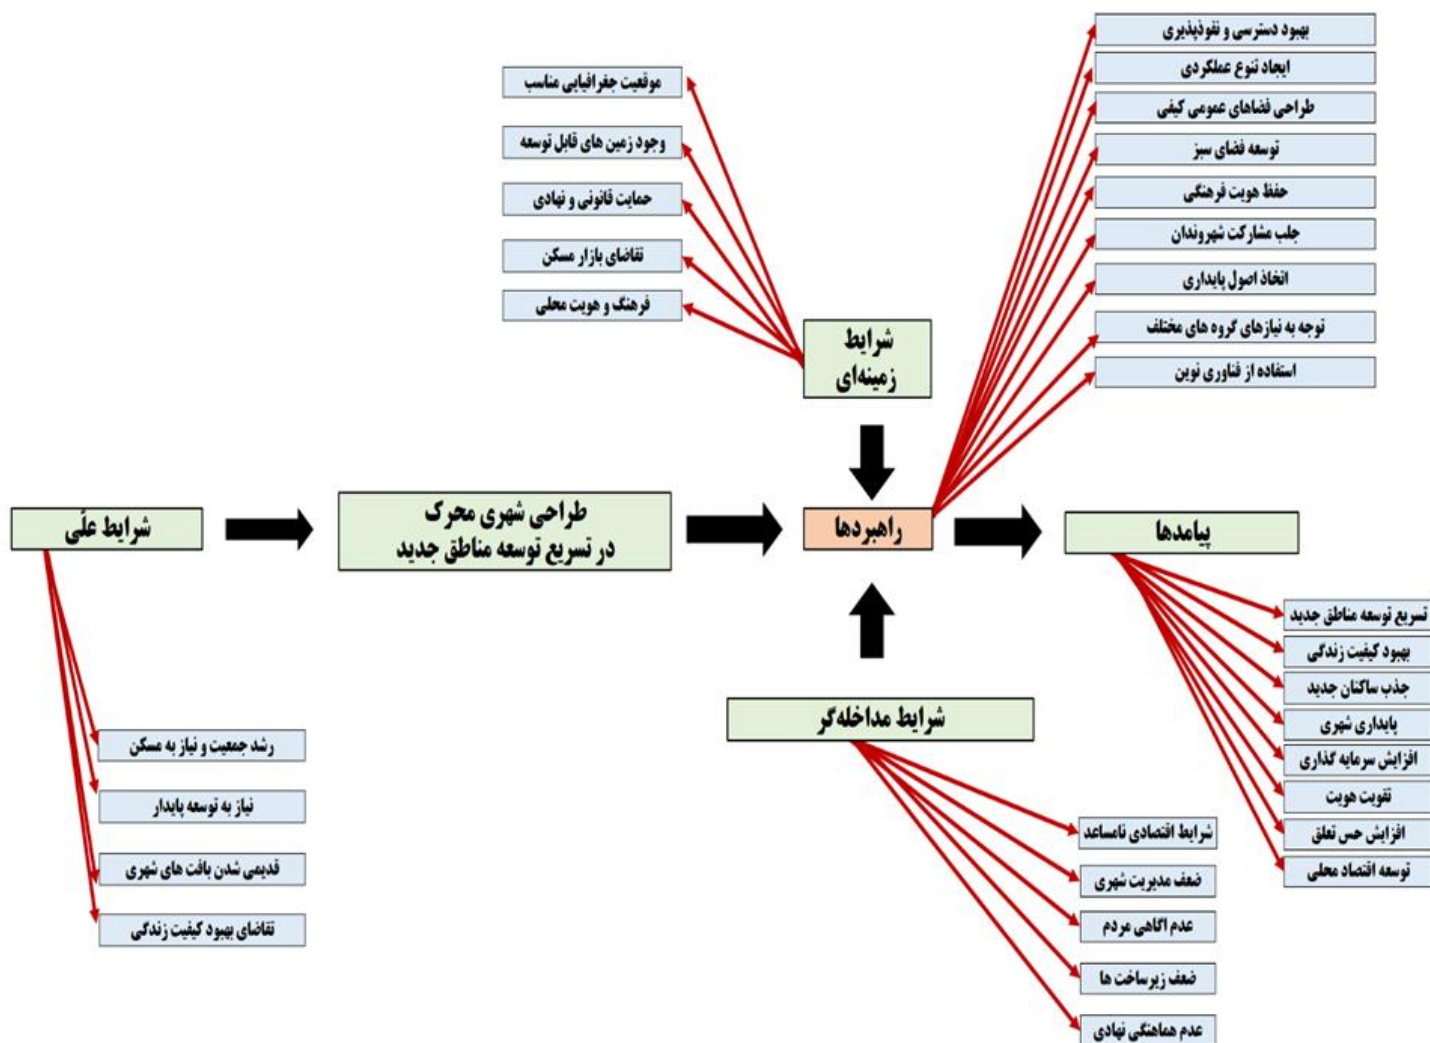 بهبود دسترسی و نفوذپذیری
ایجاد تنوع عملکردی
طراحی فضاهای عمومی کیفی
توسعه فضای سبز
حفظ هویت فرهنگی
جلب مشارکت شهروندان
اتخاذ اصول پایداری
توجه به نیازهای گروه های مختلف
استفاده از فناوری نوین
موقعیت جغرافیایی مناسب
وجود زمین های قابل توسعه
حمایت قانونی و نهادی
تقاضای بازار مسکن
فرهنگ و هویت محلی
شرایط
زمینه‌ای
شرایط علّی
طراحی شهری محرک
در تسریع توسعه مناطق جدید
راهبردها
پیامدها
شرایط مداخله‌گر
رشد جمعیت و نیاز به مسکن
نیاز به توسعه پایدار
قدیمی شدن بافت های شهری
تقاضای بهبود کیفیت زندگی
شرایط اقتصادی نامساعد
ضعف مدیریت شهری
عدم اگاهی مردم
ضعف زیرساخت ها
عدم هماهنگی نهادی
تسریع توسعه مناطق جدید
بهبود کیفیت زندگی
جذب ساکنان جدید
پایداری شهری
افزایش سرمایه گذاری
تقویت هویت
افزایش حس تعلق
توسعه اقتصاد محلی